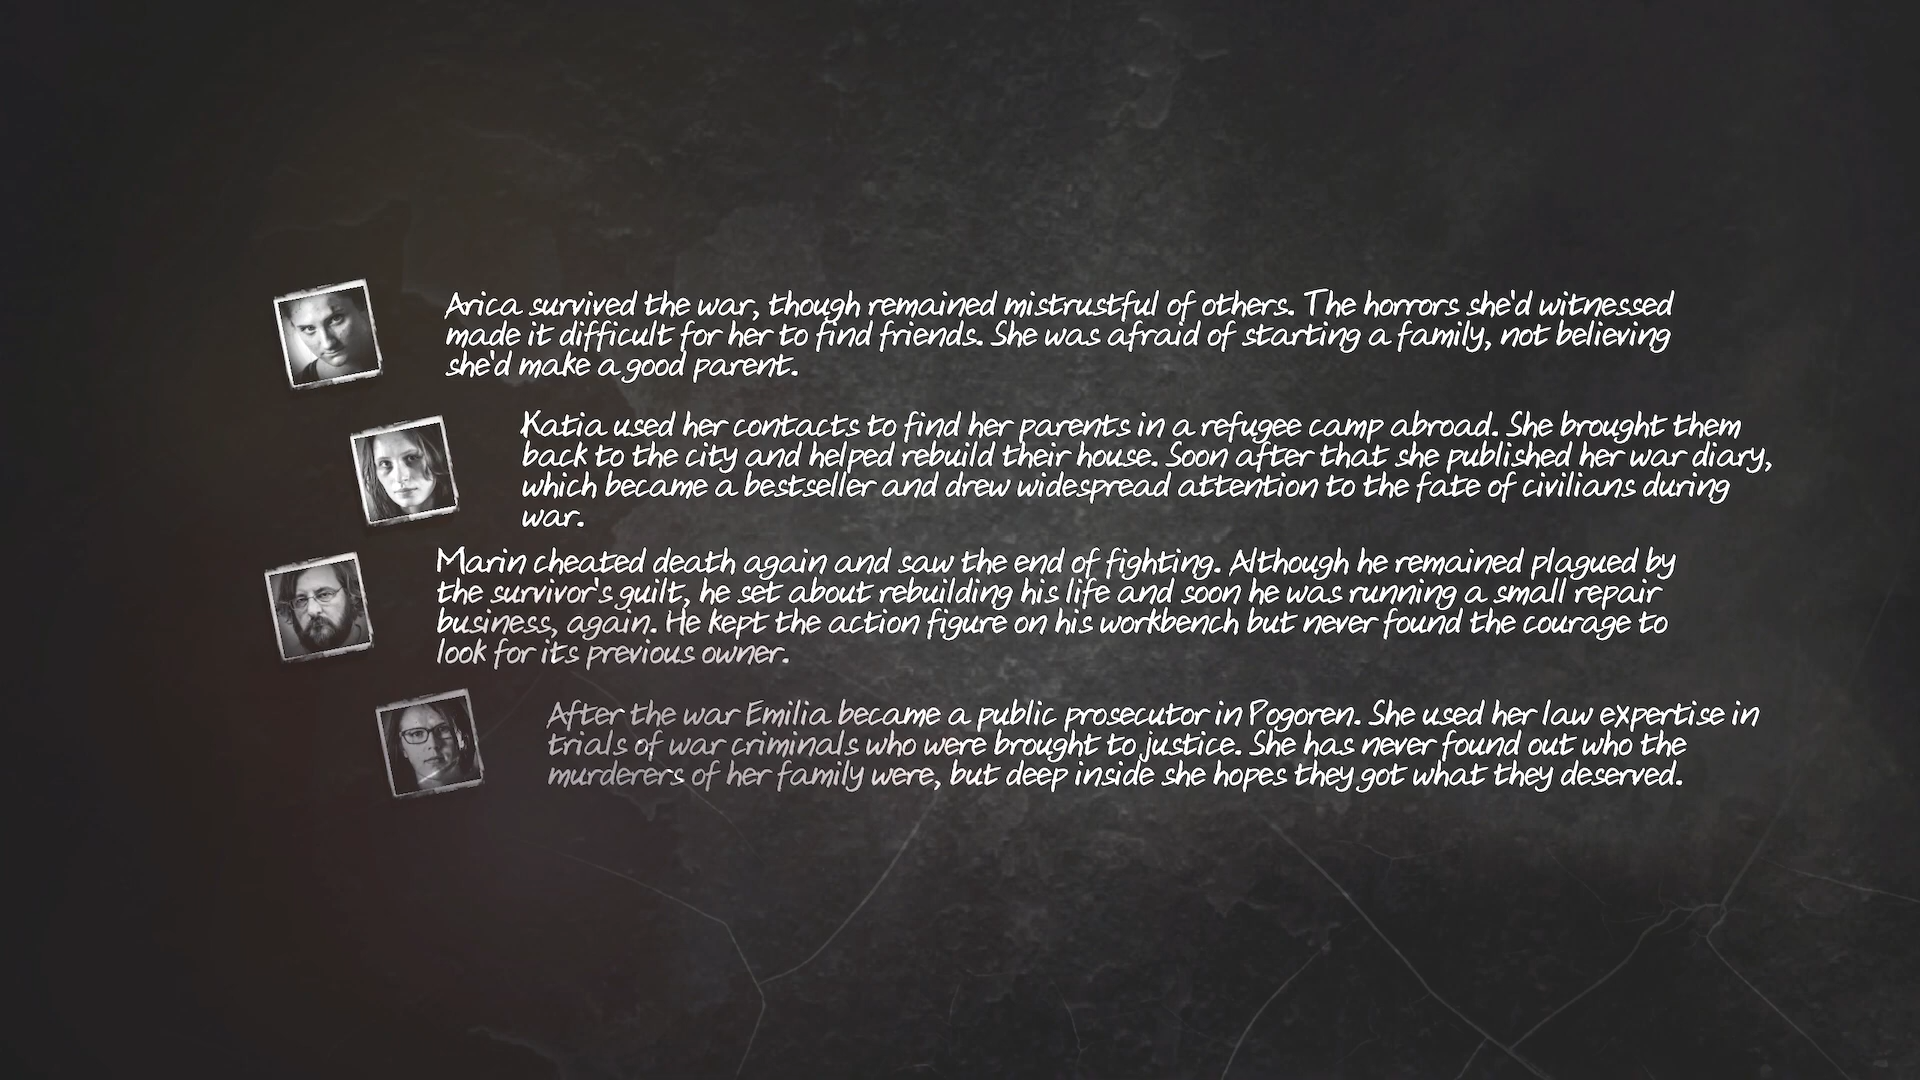 Arica survived the war, though remained mistrustful of others. The horrors she'd witnessed
made it difficult for her to find friends. She was afraid of starting a family, not believing
she'd make a good parent.
Katia used her contacts to find her parents in a refugee camp abroad. She brought them
back to the city and helped rebuild their house. Soon after that she published her war diary,
which became a bestseller and drew widespread attention to the fate of civilians during
war.
Marin cheated death again and saw the end of fighting. Although he remained plagued by
the survivor's guilt, he set about rebuilding his life and soon he was running a small repair
business, again. He kept the action figure on his workbench but never found the courage to
look for its previous owner.
After the war Emilia became a public prosecutor in Pogoren. She used her law expertise in
trials of war criminals who were brought to justice. She has never found out who the
murderers of her family were, but deep inside she hopes they got what they deserved.